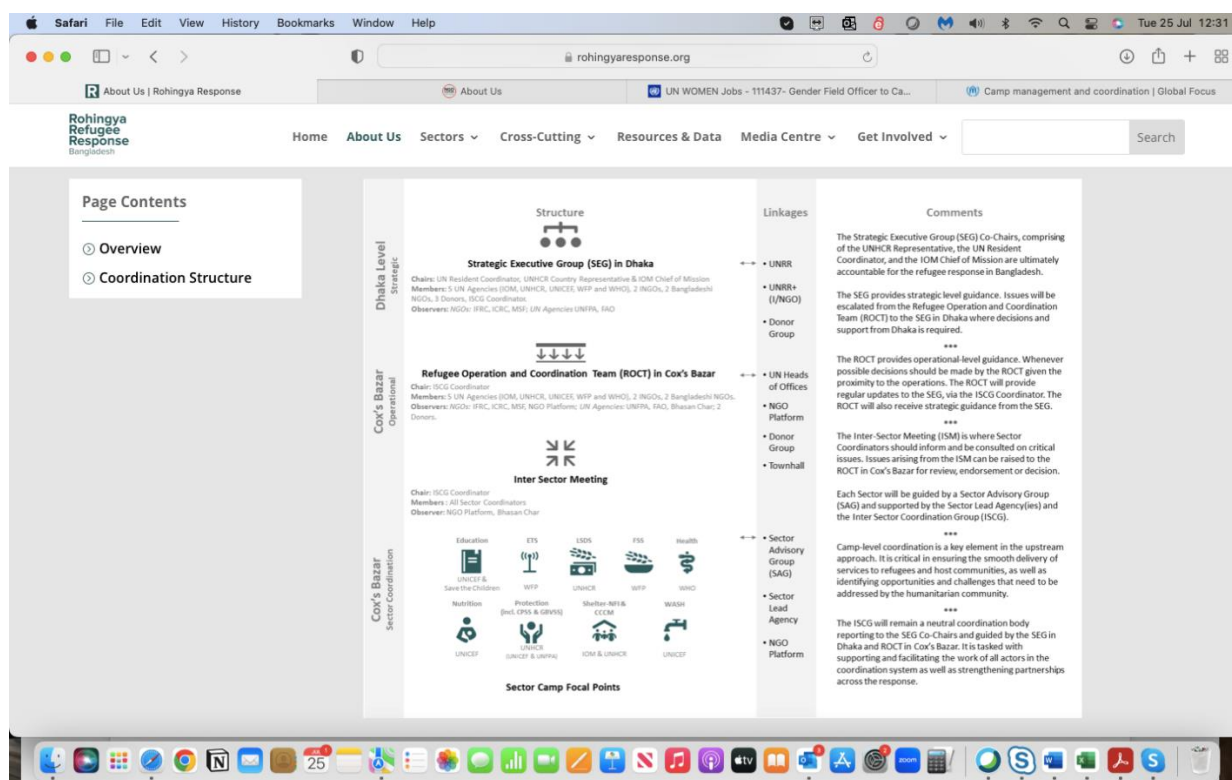 Safari File Edit View History Bookmarks Window Help Tue 25 Jul 12:31
rohingyaresponse.org
About Us | Rohingya Response
About Us
UN WOMEN Jobs - 111437- Gender Field Officer to Ca...
Camp management and coordination | Global Focus
Rohingya
Refugee
Response
Bangladesh
Home About Us Sectors Cross-Cutting Resources & Data Media Centre Get Involved
Search
Page Contents
Overview
Coordination Structure
Structure
Dhaka Level
Strategic
Strategic Executive Group (SEG) in Dhaka
Chairs: UN Resident Coordinator, UNHCR Country Representative & IOM Chief of Mission
Members: 5 UN Agencies (IOM, UNHCR, UNICEF, WFP and WHO), 2 INGOs, 2 Bangladeshi
NGOs, 3 Donors, ISCG Coordinator.
Observers: NGOs: IFRC, ICRC, MSF; UN Agencies UNFPA, FAO
Cox's Bazar
Operational
Refugee Operation and Coordination Team (ROCT) in Cox's Bazar
Chair: ISCG Coordinator
Members: 5 UN Agencies (IOM, UNHCR, UNICEF, WFP and WHO), 2 INGOs, 2 Bangladeshi NGOs.
Observers: NGOs: IFRC, ICRC, MSF, NGO Platform; UN Agencies: UNFPA, FAO, Bhasan Char; 2
Donors.
Inter Sector Meeting
Chair: ISCG Coordinator
Members : All Sector Coordinators
Observer: NGO Platform, Bhasan Char
Cox's Bazar
Sector Coordination
Education ETS LSDS FSS Health
UNICEF &
Save the Children
WFP UNHCR WFP WHO
Nutrition
Protection
(Incl. CPSS & GBVSS)
Shelter-NFI &
CCCM
WASH
UNICEF
UNHCR
(UNICEF & UNFPA)
IOM & UNHCR
UNICEF
Sector Camp Focal Points
Linkages
• UNRR
• UNRR+
(I/NGO)
• Donor
Group
• UN Heads
of Offices
• NGO
Platform
• Donor
Group
• Townhall
• Sector
Advisory
Group
(SAG)
• Sector
Lead
Agency
• NGO
Platform
Comments
The Strategic Executive Group (SEG) Co-Chairs, comprising
of the UNHCR Representative, the UN Resident
Coordinator, and the IOM Chief of Mission are ultimately
accountable for the refugee response in Bangladesh.
The SEG provides strategic level guidance. Issues will be
escalated from the Refugee Operation and Coordination
Team (ROCT) to the SEG in Dhaka where decisions and
support from Dhaka is required.
***
The ROCT provides operational-level guidance. Whenever
possible decisions should be made by the ROCT given the
proximity to the operations. The ROCT will provide
regular updates to the SEG, via the ISCG Coordinator. The
ROCT will also receive strategic guidance from the SEG.
***
The Inter-Sector Meeting (ISM) is where Sector
Coordinators should inform and be consulted on critical
issues. Issues arising from the ISM can be raised to the
ROCT in Cox's Bazar for review, endorsement or decision.
Each Sector will be guided by a Sector Advisory Group
(SAG) and supported by the Sector Lead Agency(ies) and
the Inter Sector Coordination Group (ISCG).
***
Camp-level coordination is a key element in the upstream
approach. It is critical in ensuring the smooth delivery of
services to refugees and host communities, as well as
identifying opportunities and challenges that need to be
addressed by the humanitarian community.
***
The ISCG will remain a neutral coordination body
reporting to the SEG Co-Chairs and guided by the SEG in
Dhaka and ROCT in Cox's Bazar. It is tasked with
supporting and facilitating the work of all actors in the
coordination system as well as strengthening partnerships
across the response.
25
tv
zoom